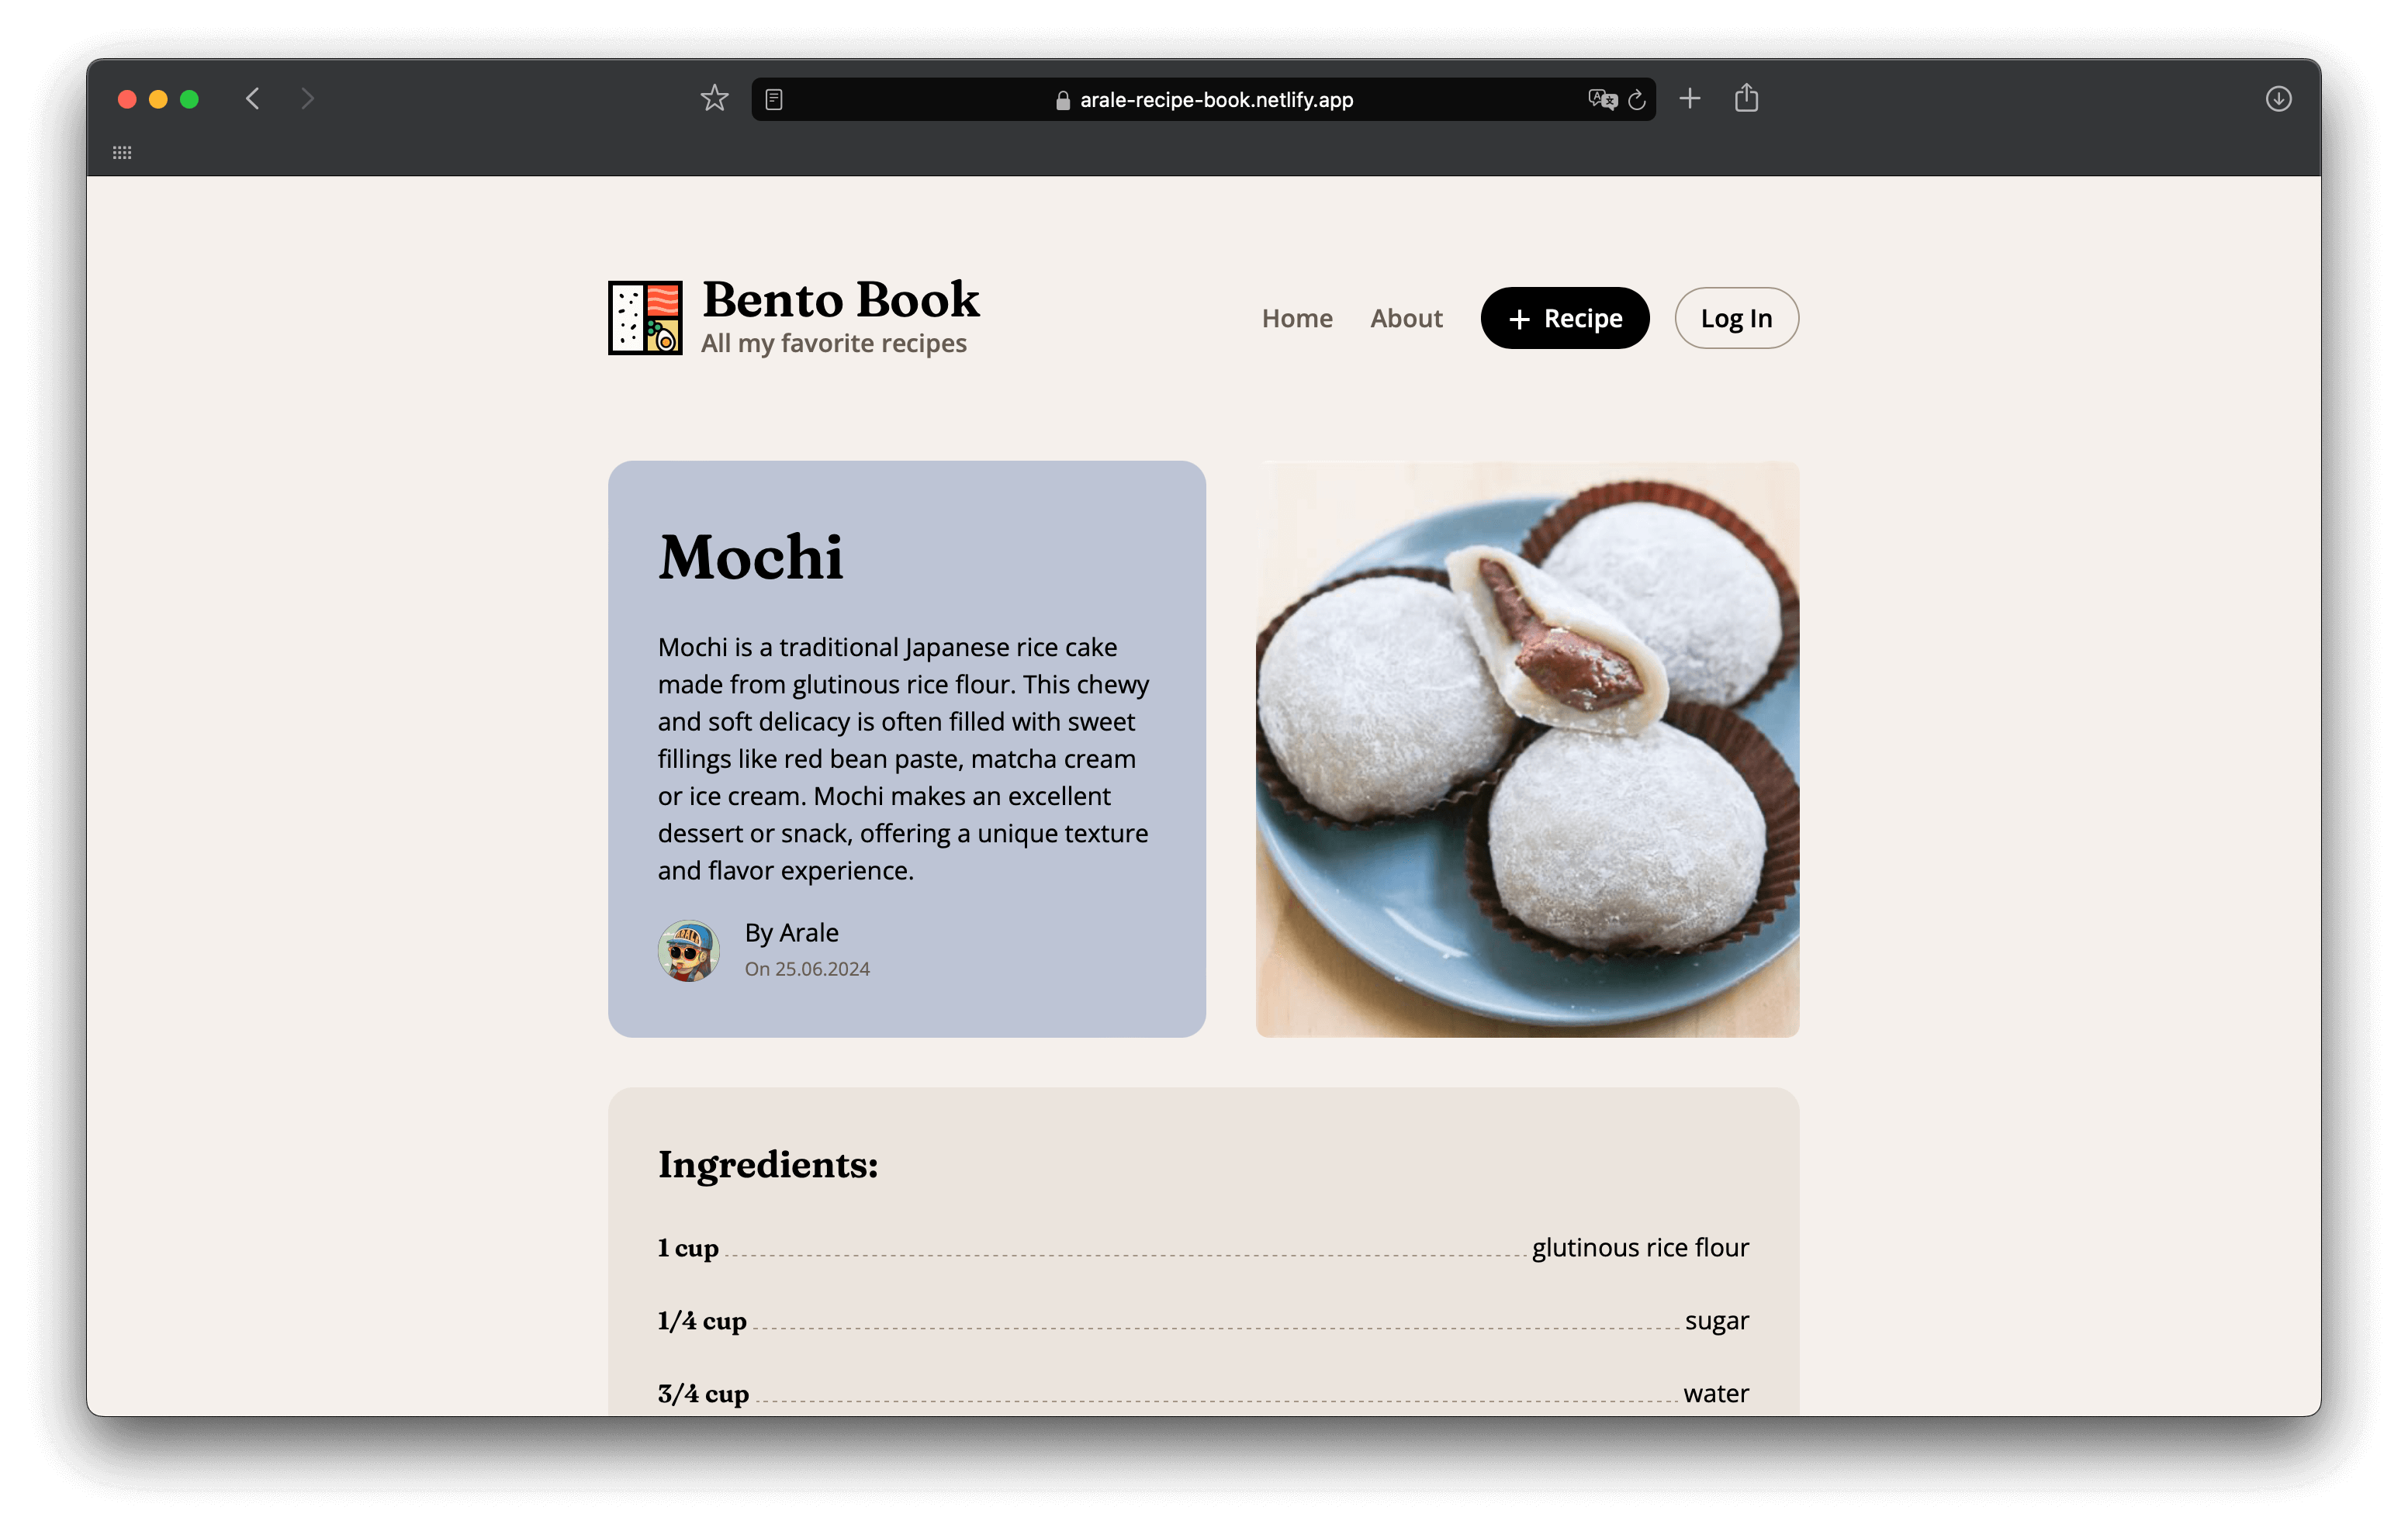 arale-recipe-book.netlify.app
Bento Book
All my favorite recipes
Home
About
+ Recipe
Log In
Mochi
Mochi is a traditional Japanese rice cake
made from glutinous rice flour. This chewy
and soft delicacy is often filled with sweet
fillings like red bean paste, matcha cream
or ice cream. Mochi makes an excellent
dessert or snack, offering a unique texture
and flavor experience.
ARALE
By Arale
On 25.06.2024
Ingredients:
1 cup glutinous rice flour
1/4 cup sugar
3/4 cup water